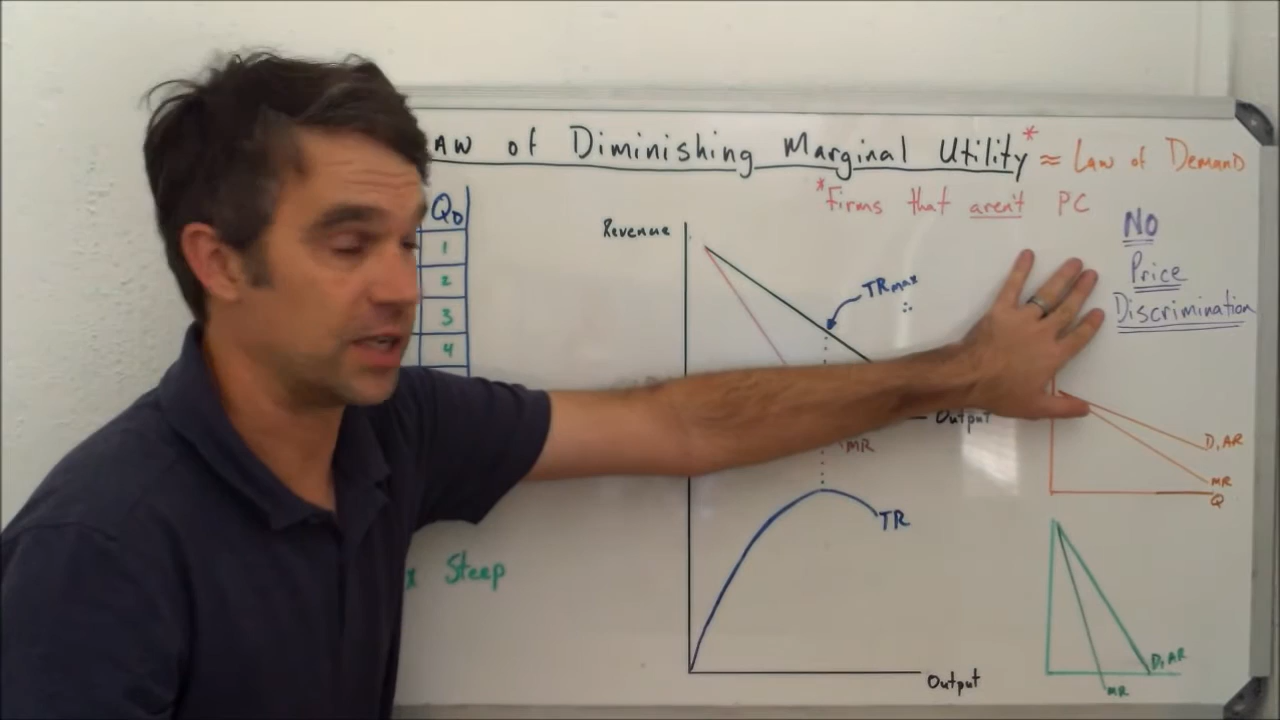 AW of Diminishing Marginal Utility* ≈ Law of Demand
*Firms that aren't PC
No
Price
Discrimination
QD
1
2
3
4
Revenue
TRmax
∴
Output
MR
TR
Output
D, AR
MR
Q
D, AR
MR
x Steep